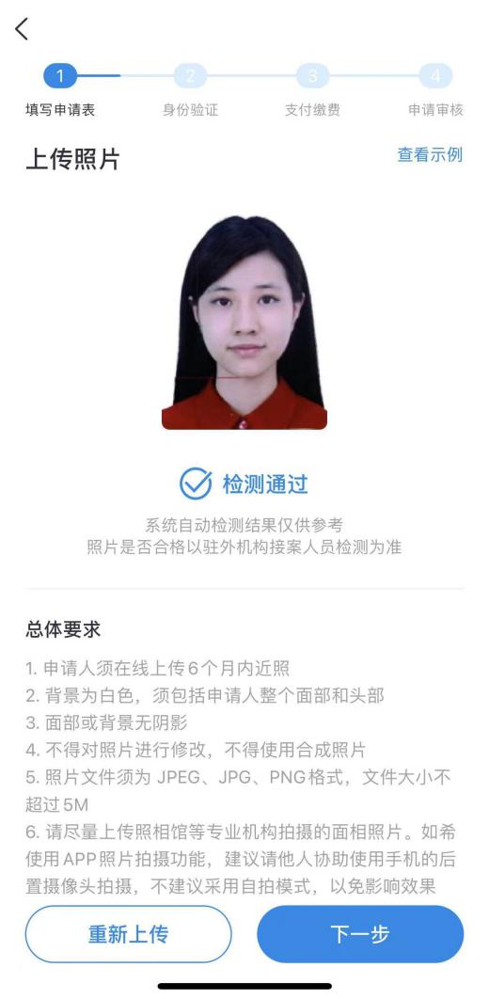 1
2
3
4
填写申请表
身份验证
支付缴费
申请审核
上传照片
查看示例
检测通过
系统自动检测结果仅供参考
照片是否合格以驻外机构接案人员检测为准
总体要求
1. 申请人须在线上传6个月内近照
2. 背景为白色，须包括申请人整个面部和头部
3. 面部或背景无阴影
4. 不得对照片进行修改，不得使用合成照片
5. 照片文件须为 JPEG、JPG、PNG格式，文件大小不
超过5M
6. 请尽量上传照相馆等专业机构拍摄的面相照片。如希
使用APP照片拍摄功能，建议请他人协助使用手机的后
置摄像头拍摄，不建议采用自拍模式，以免影响效果
重新上传
下一步